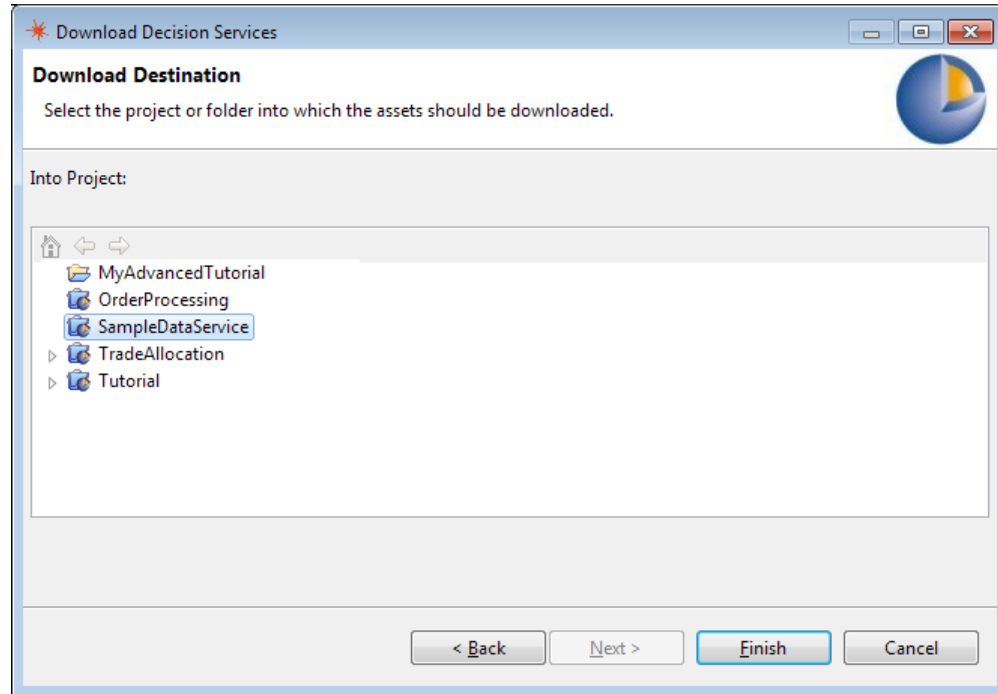 Download Decision Services
Download Destination
Select the project or folder into which the assets should be downloaded.
Into Project:
MyAdvancedTutorial
OrderProcessing
SampleDataService
TradeAllocation
Tutorial
< Back Next > Finish Cancel